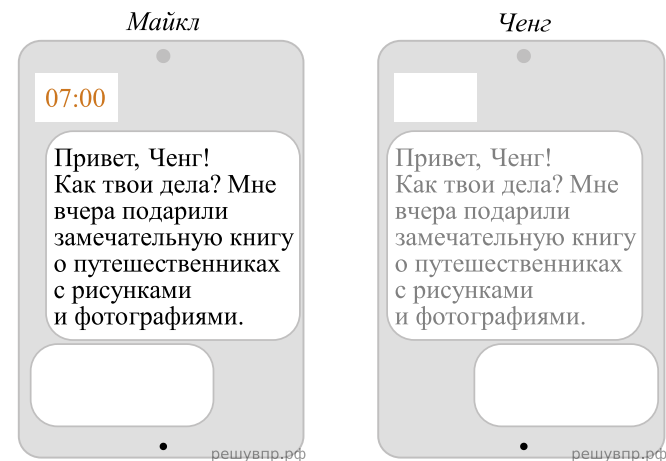 Майкл
07:00
Привет, Ченг!
Как твои дела? Мне
вчера подарили
замечательную книгу
о путешественниках
с рисунками
и фотографиями.
решувпр.рф
Ченг
Привет, Ченг!
Как твои дела? Мне
вчера подарили
замечательную книгу
о путешественниках
с рисунками
и фотографиями.
решувпр.рф